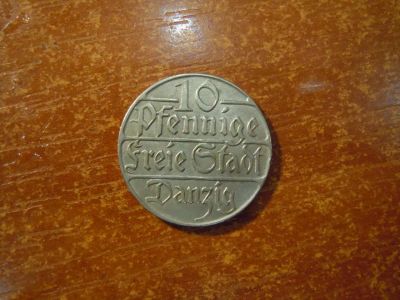 10
Pfennige
Freie Stadt
Danzig